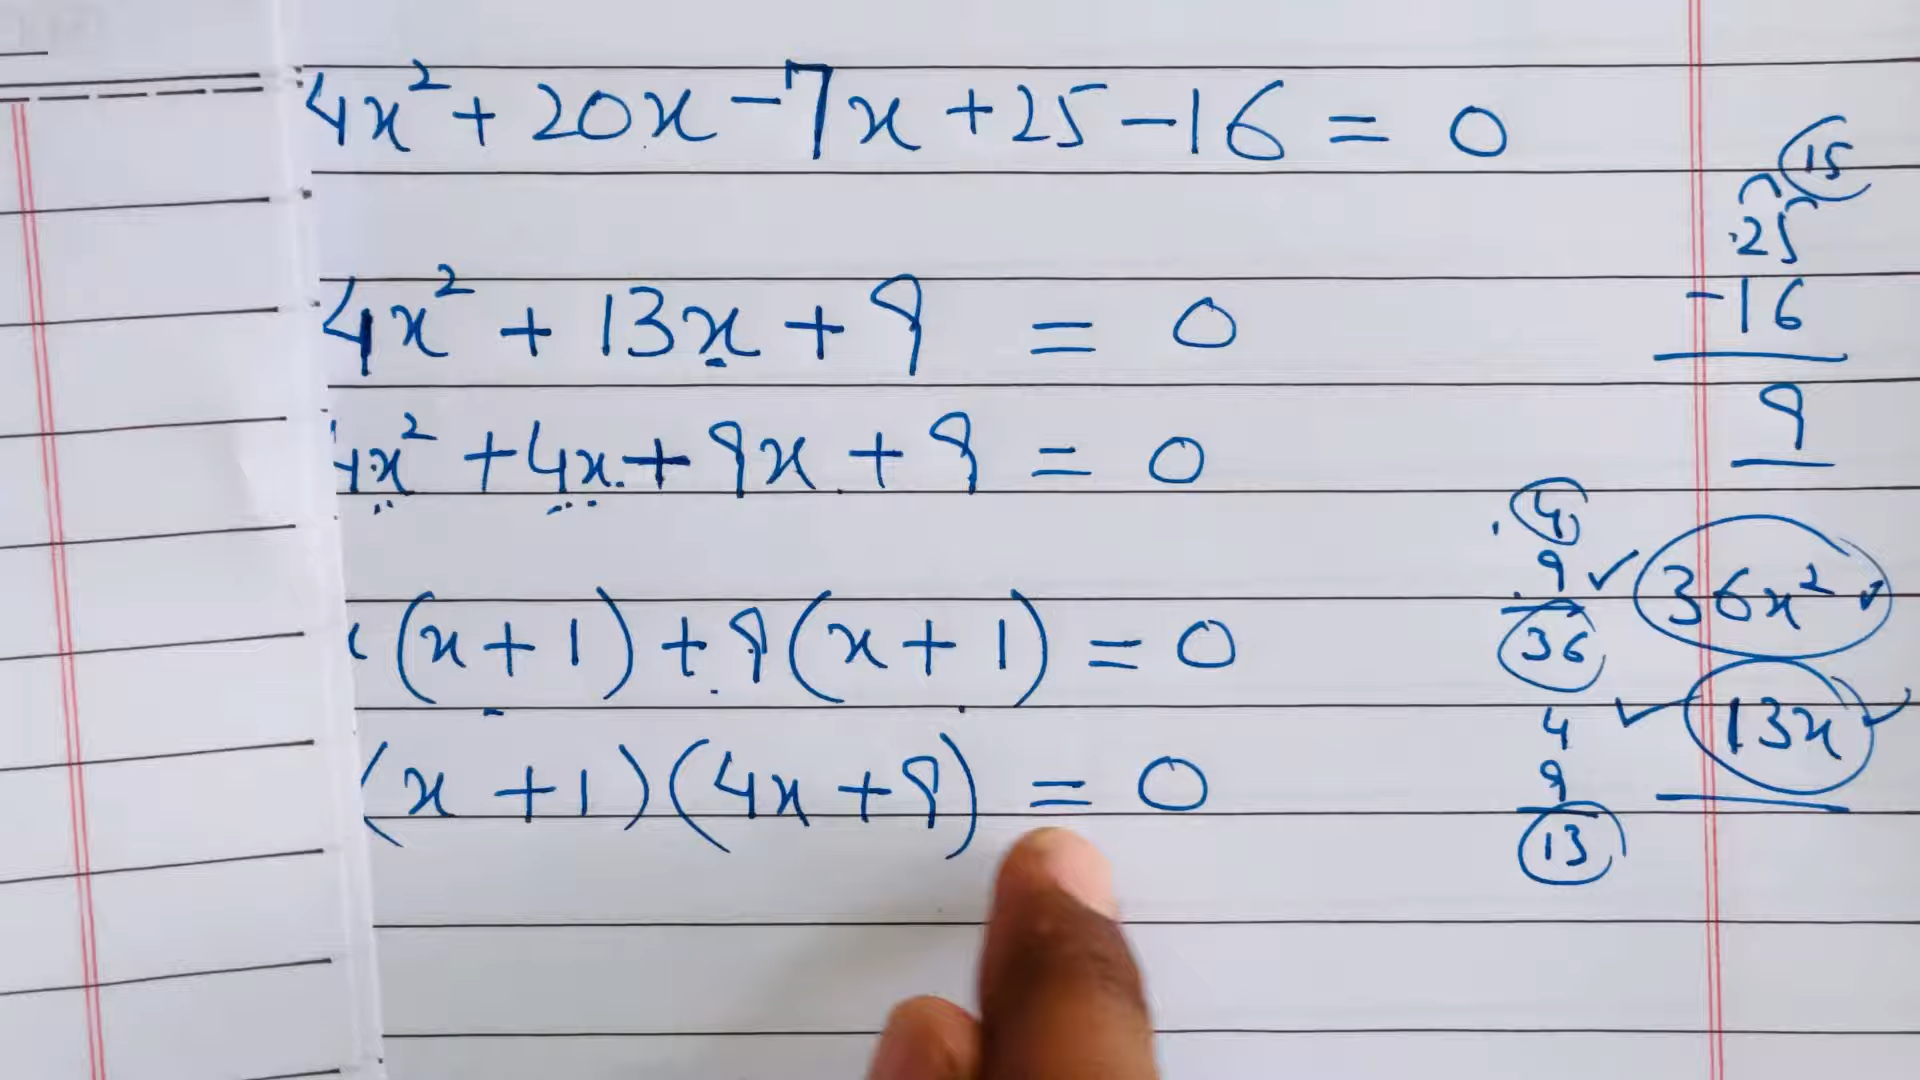 4x² + 20x - 7x + 25 - 16 = 0
4x² + 13x + 9 = 0
4x² + 4x + 9x + 9 = 0
(x + 1) + 9(x + 1) = 0
(x + 1)(4x + 9) = 0
15
25
-16
9
4
9
36
4
9
13
36x²
13x